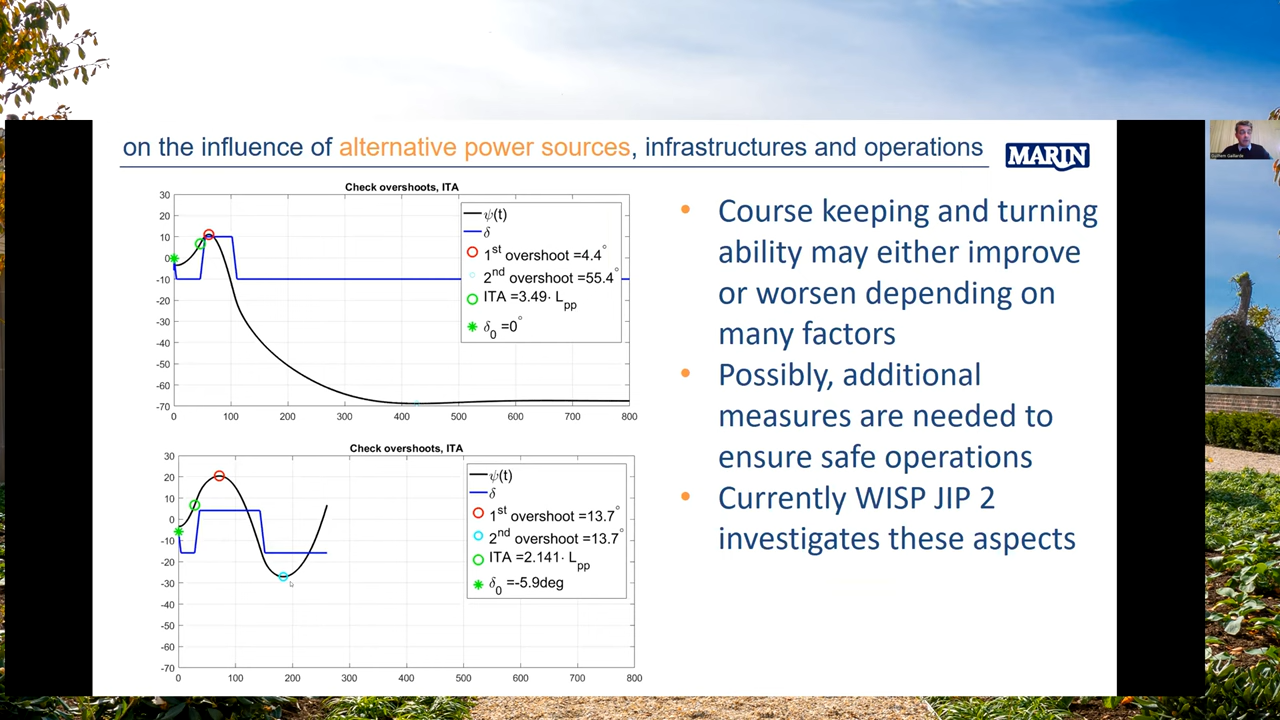 on the influence of alternative power sources, infrastructures and operations
MARIN
Check overshoots, ITA
30
20
10
0
-10
-20
-30
-40
-50
-60
-70
0 100 200 300 400 500 600 700 800
ψ(t)
δ
1st overshoot =4.4°
2nd overshoot =55.4°
ITA =3.49· Lpp
δ0 =0°
Check overshoots, ITA
30
20
10
0
-10
-20
-30
-40
-50
-60
-70
0 100 200 300 400 500 600 700 800
ψ(t)
δ
1st overshoot =13.7°
2nd overshoot =13.7°
ITA =2.141· Lpp
δ0 =-5.9deg
• Course keeping and turning
ability may either improve
or worsen depending on
many factors
• Possibly, additional
measures are needed to
ensure safe operations
• Currently WISP JIP 2
investigates these aspects